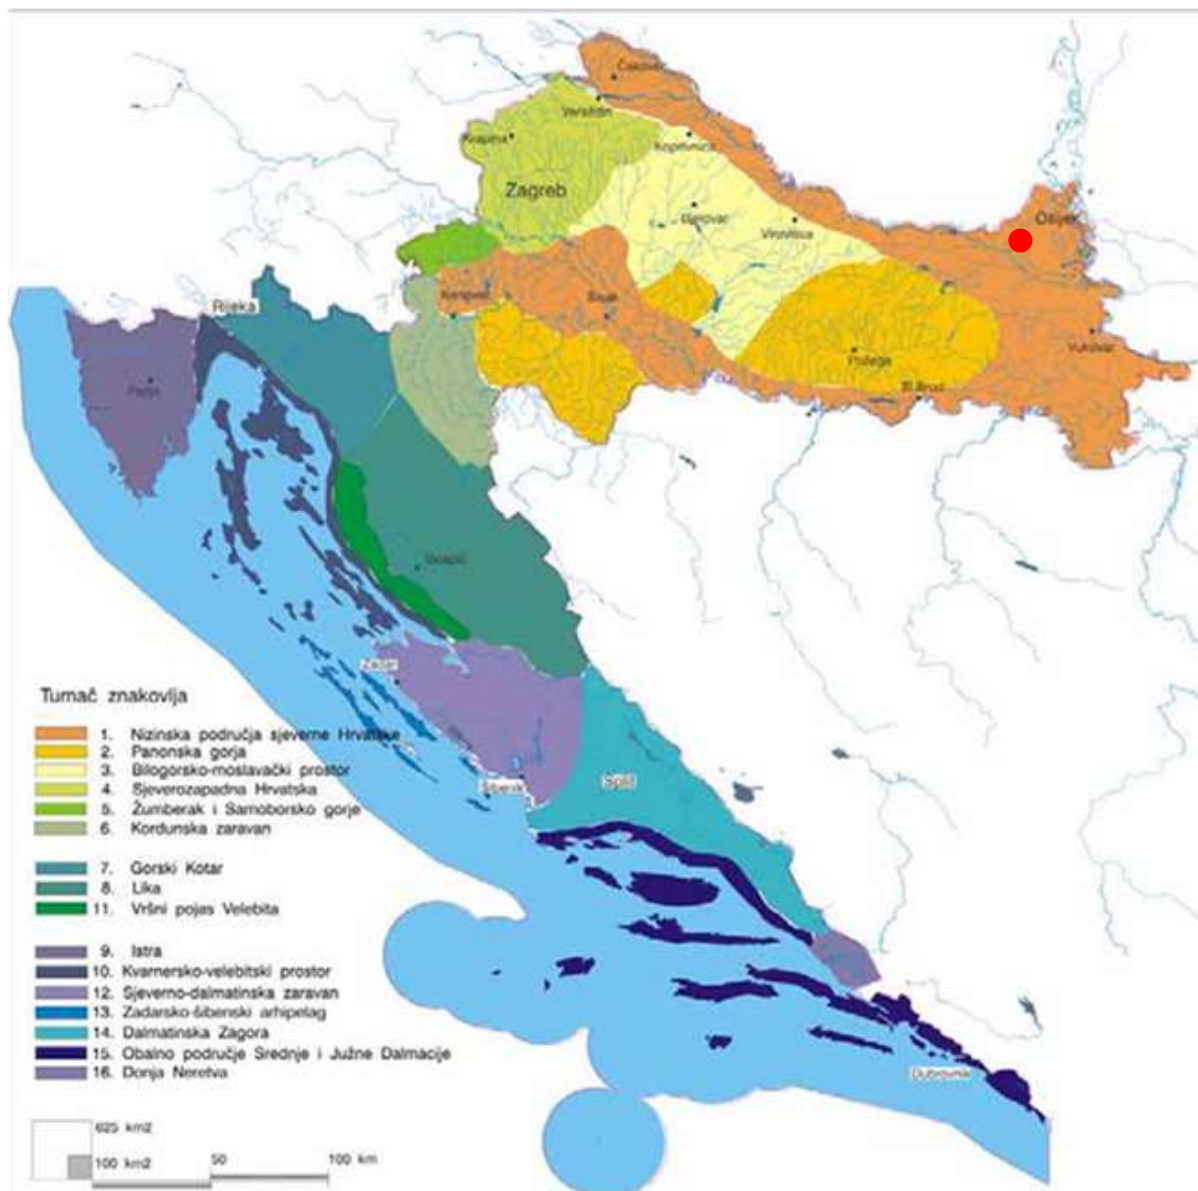 Čakovec
Varaždin
Krapina
Koprivnica
Zagreb
Bjelovar
Virovitica
Osijek
Karlovac
Sisak
Rijeka
Vukovar
Požega
Sl.Brod
Pazin
Gospić
Zadar
Šibenik
Split
Dubrovnik
Tumač znakovlja
1. Nizinska područja sjeverne Hrvatske
2. Panonska gorja
3. Bilogorsko-moslavački prostor
4. Sjeverozapadna Hrvatska
5. Žumberak i Samoborsko gorje
6. Kordunska zaravan
7. Gorski Kotar
8. Lika
11. Vršni pojas Velebita
9. Istra
10. Kvarnersko-velebitski prostor
12. Sjeverno-dalmatinska zaravan
13. Zadarsko-šibenski arhipelag
14. Dalmatinska Zagora
15. Obalno područje Srednje i Južne Dalmacije
16. Donja Neretva
625 km2
100 km2
50
100 km